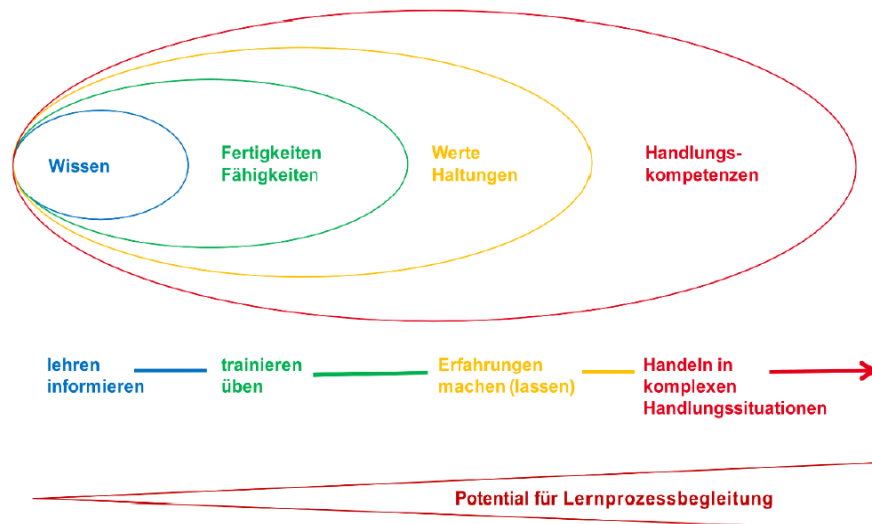 Wissen
Fertigkeiten
Fähigkeiten
Werte
Haltungen
Handlungs-
kompetenzen
lehren
informieren
trainieren
üben
Erfahrungen
machen (lassen)
Handeln in
komplexen
Handlungssituationen
Potential für Lernprozessbegleitung